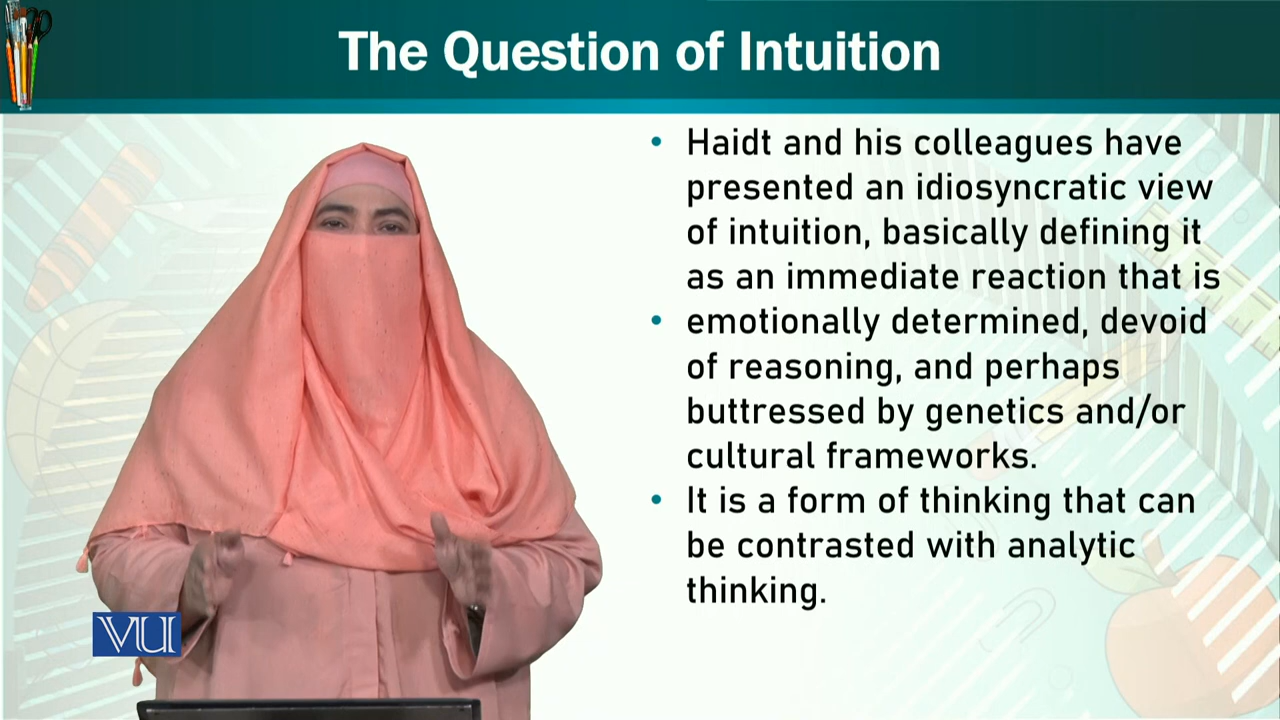 The Question of Intuition
• Haidt and his colleagues have
presented an idiosyncratic view
of intuition, basically defining it
as an immediate reaction that is
• emotionally determined, devoid
of reasoning, and perhaps
buttressed by genetics and/or
cultural frameworks.
• It is a form of thinking that can
be contrasted with analytic
thinking.
VU